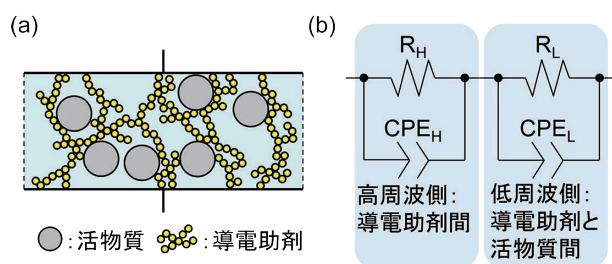 (a)
:活物質
:導電助剤
(b)
R_H
CPE_H
高周波側:
導電助剤間
R_L
CPE_L
低周波側:
導電助剤と
活物質間